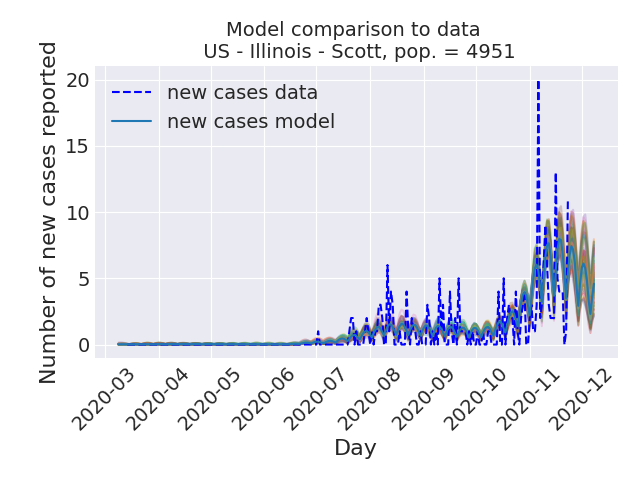 Model comparison to data
US - Illinois - Scott, pop. = 4951
Number of new cases reported
20
15
10
5
0
new cases data
new cases model
2020-03
2020-04
2020-05
2020-06
2020-07
2020-08
2020-09
2020-10
2020-11
2020-12
Day